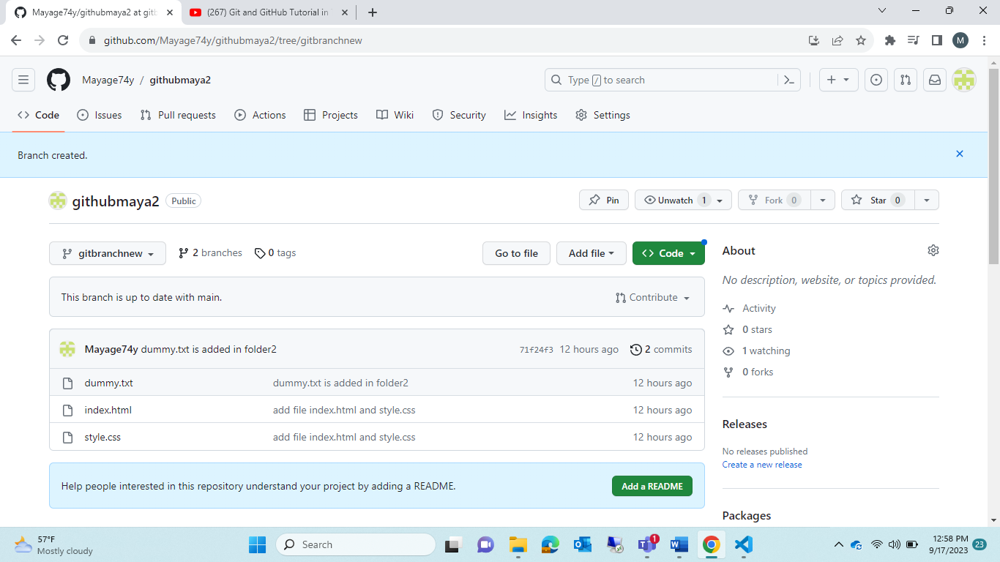 Mayage74y/githubmaya2 at gitb
(267) Git and GitHub Tutorial in
github.com/Mayage74y/githubmaya2/tree/gitbranchnew
M
Mayage74y / githubmaya2
Type / to search
Code
Issues
Pull requests
Actions
Projects
Wiki
Security
Insights
Settings
Branch created.
githubmaya2 Public
Pin
Unwatch 1
Fork 0
Star 0
gitbranchnew
2 branches
0 tags
Go to file
Add file
<> Code
About
No description, website, or topics provided.
This branch is up to date with main.
Contribute
Activity
0 stars
1 watching
0 forks
Mayage74y dummy.txt is added in folder2 71f24f3 12 hours ago 2 commits
dummy.txt dummy.txt is added in folder2 12 hours ago
index.html add file index.html and style.css 12 hours ago
style.css add file index.html and style.css 12 hours ago
Releases
No releases published
Create a new release
Help people interested in this repository understand your project by adding a README.
Add a README
Packages
57°F
Mostly cloudy
Search
1
12:58 PM
9/17/2023
23